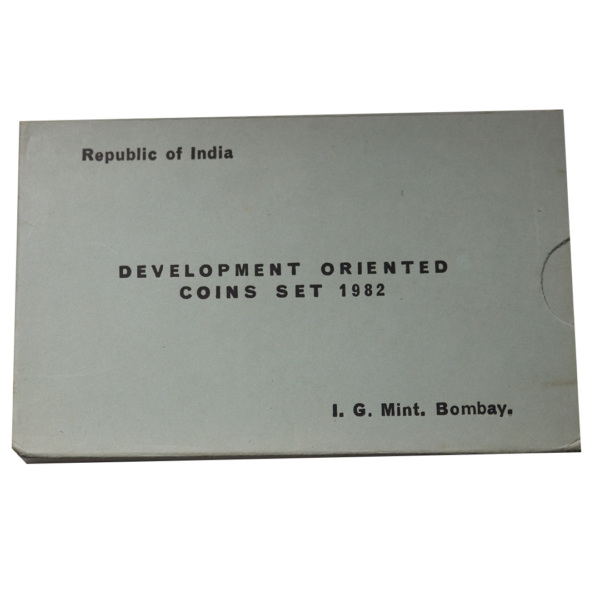 Republic of India
DEVELOPMENT ORIENTED
COINS SET 1982
I. G. Mint. Bombay.